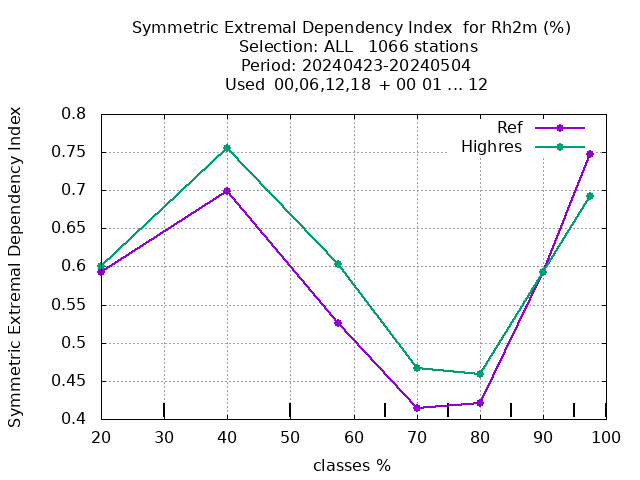 Symmetric Extremal Dependency Index for Rh2m (%)
Selection: ALL 1066 stations
Period: 20240423-20240504
Used 00,06,12,18 + 00 01 ... 12
Symmetric Extremal Dependency Index
0.8
0.75
0.7
0.65
0.6
0.55
0.5
0.45
0.4
Ref
Highres
20 30 40 50 60 70 80 90 100
classes %